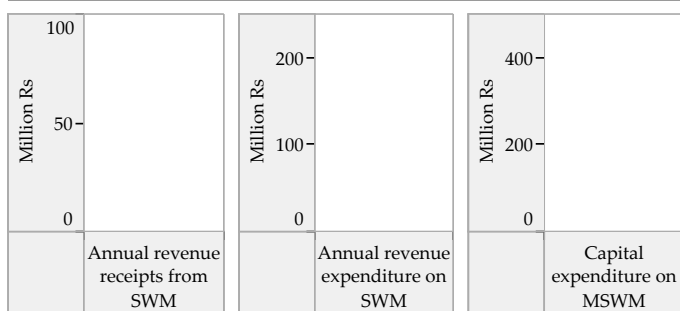 100
Million Rs
50
0
Annual revenue
receipts from
SWM
200
Million Rs
100
0
Annual revenue
expenditure on
SWM
400
Million Rs
200
0
Capital
expenditure on
MSWM